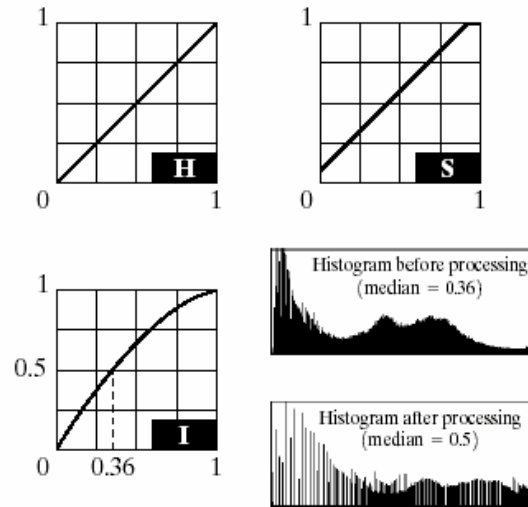 1
1
H
S
0
1
0
1
Histogram before processing
(median = 0.36)
1
0.5
I
Histogram after processing
(median = 0.5)
0
0.36
1